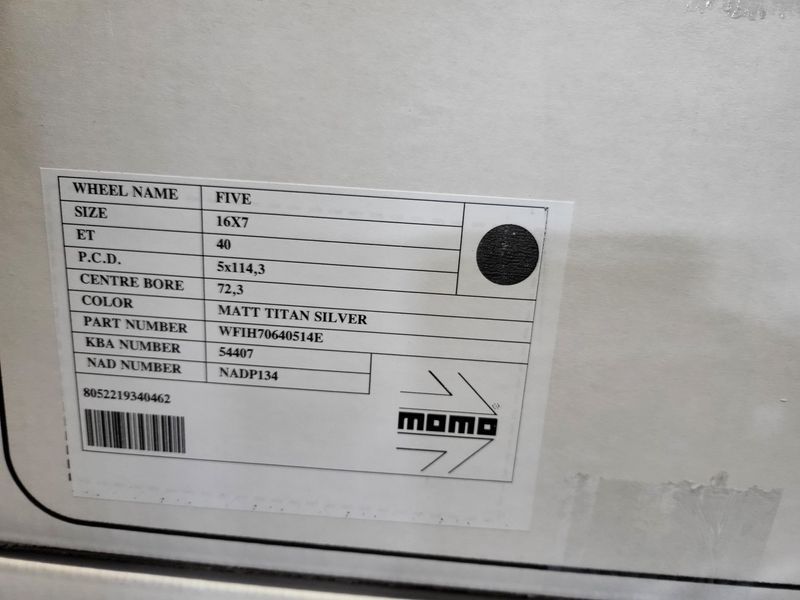 WHEEL NAME FIVE
SIZE 16X7
ET 40
P.C.D. 5x114,3
CENTRE BORE 72,3
COLOR MATT TITAN SILVER
PART NUMBER WFIH70640514E
KBA NUMBER 54407
NAD NUMBER NADP134
8052219340462
momo ®